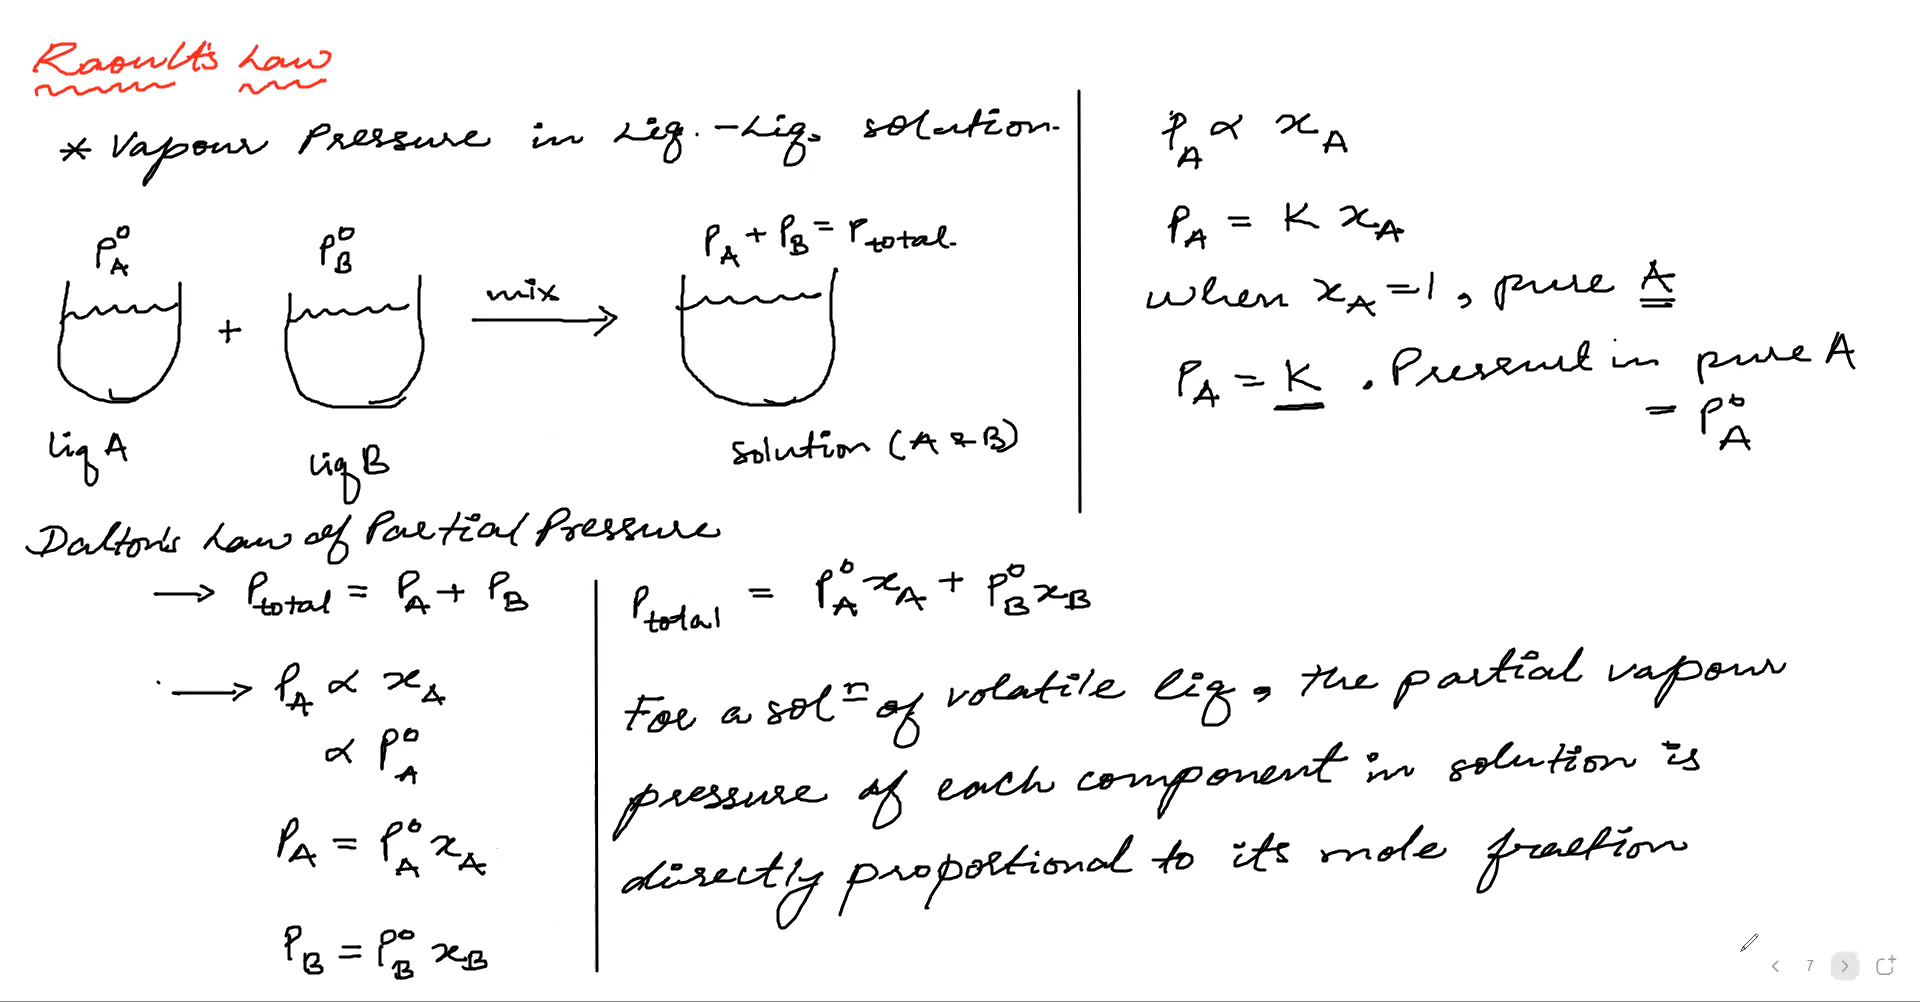 Raoult's Law
* Vapour Pressure in Liq. - Liq. solution.
P°A
P°B
PA + PB = Ptotal.
+
mix
liq A
liq B
solution (A & B)
PA ∝ xA
PA = K xA
when xA = 1, pure A
PA = K . Pressure in pure A
= P°A
Dalton's Law of Partial Pressure
→ Ptotal = PA + PB
→ PA ∝ xA
∝ P°A
PA = P°A xA
PB = P°B xB
Ptotal = P°A xA + P°B xB
For a solⁿ of volatile liq, the partial vapour
pressure of each component in solution is
directly proportional to its mole fraction
7